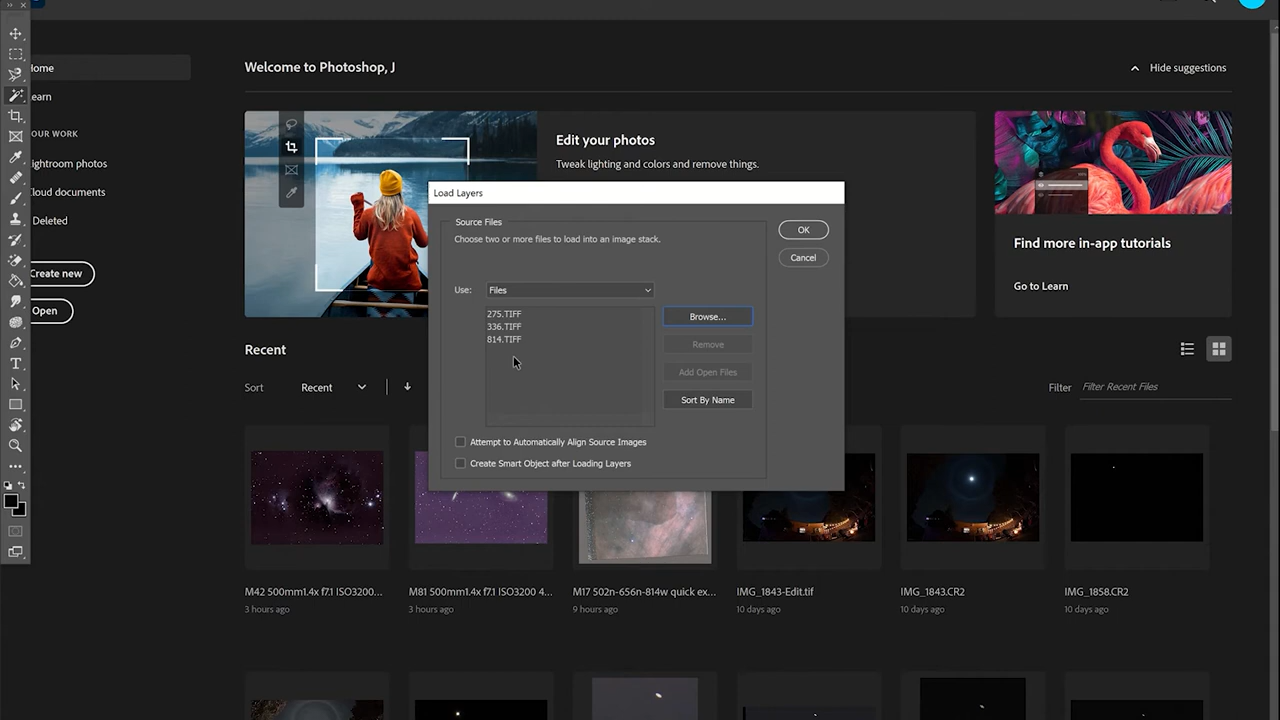 Home
Welcome to Photoshop, J
Hide suggestions
earn
OUR WORK
ightroom photos
loud documents
Deleted
Create new
Open
Edit your photos
Tweak lighting and colors and remove things.
Find more in-app tutorials
Go to Learn
Load Layers
Source Files
Choose two or more files to load into an image stack.
OK
Cancel
Use: Files
275.TIFF
336.TIFF
814.TIFF
Browse...
Remove
Add Open Files
Sort By Name
Attempt to Automatically Align Source Images
Create Smart Object after Loading Layers
Recent
Sort Recent
Filter Filter Recent Files
M42 500mm1.4x f7.1 ISO3200...
3 hours ago
M81 500mm1.4x f7.1 ISO3200 4...
3 hours ago
M17 502n-656n-814w quick ex...
9 hours ago
IMG_1843-Edit.tif
10 days ago
IMG_1843.CR2
10 days ago
IMG_1858.CR2
10 days ago